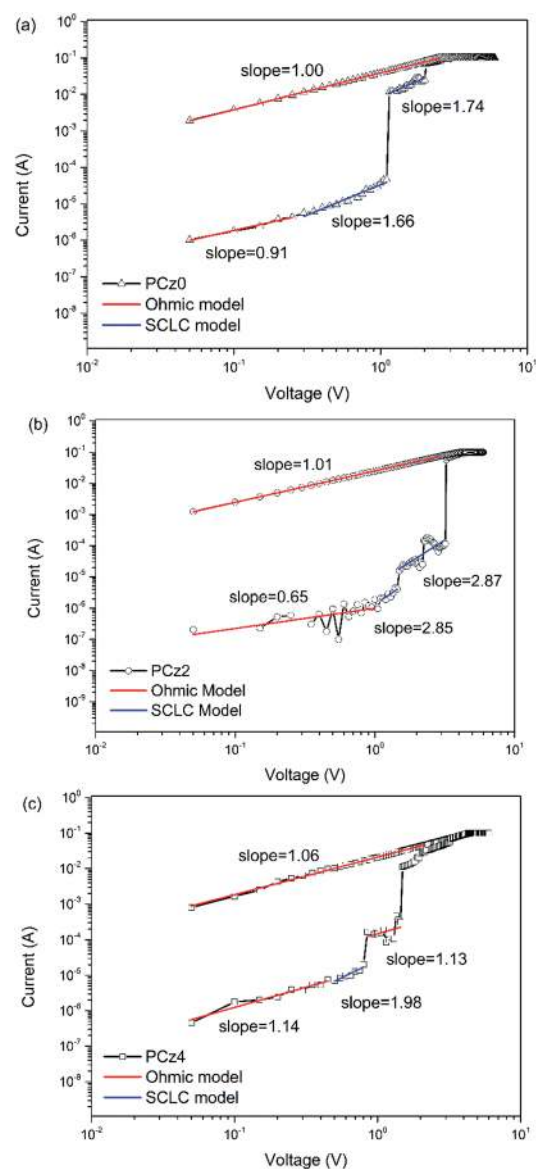 (a)
10⁰
10⁻¹
10⁻²
10⁻³
10⁻⁴
10⁻⁵
10⁻⁶
10⁻⁷
10⁻⁸
Current (A)
slope=1.00
slope=1.74
slope=1.66
slope=0.91
PCz0
Ohmic model
SCLC model
10⁻² 10⁻¹ 10⁰ 10¹
Voltage (V)
(b)
10⁰
10⁻¹
10⁻²
10⁻³
10⁻⁴
10⁻⁵
10⁻⁶
10⁻⁷
10⁻⁸
10⁻⁹
Current (A)
slope=1.01
slope=0.65
slope=2.87
slope=2.85
PCz2
Ohmic Model
SCLC Model
10⁻² 10⁻¹ 10⁰ 10¹
Voltage (V)
(c)
10⁰
10⁻¹
10⁻²
10⁻³
10⁻⁴
10⁻⁵
10⁻⁶
10⁻⁷
10⁻⁸
Current (A)
slope=1.06
slope=1.13
slope=1.98
slope=1.14
PCz4
Ohmic model
SCLC model
10⁻² 10⁻¹ 10⁰ 10¹
Voltage (V)